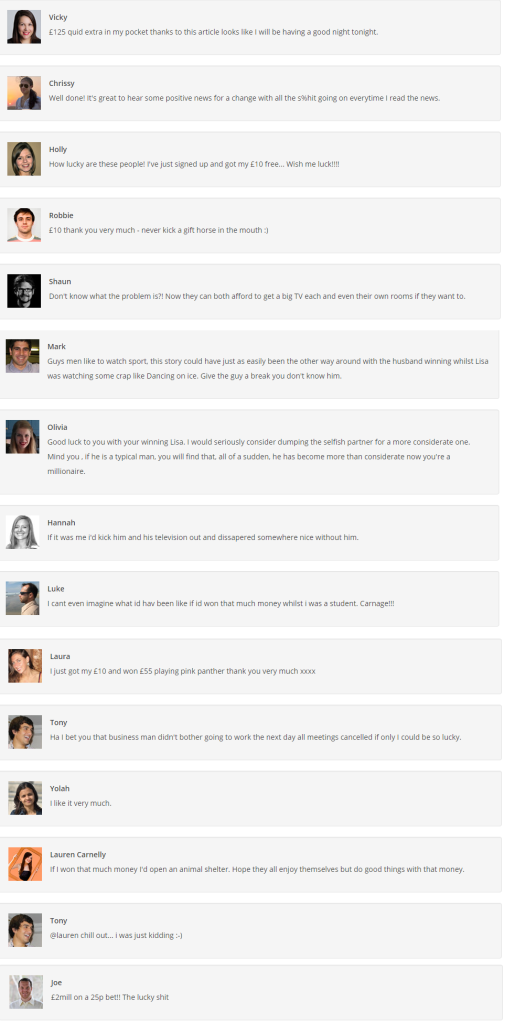 Vicky
£125 quid extra in my pocket thanks to this article looks like I will be having a good night tonight.
Chrissy
Well done! it's great to hear some positive news for a change with all the s%hit going on everytime I read the news.
Holly
How lucky are these people! I've just signed up and got my £10 free... Wish me luck!!!!
Robbie
£10 thank you very much - never kick a gift horse in the mouth :)
Shaun
Don't know what the problem is?! Now they can both afford to get a big TV each and even their own rooms if they want to.
Mark
Guys men like to watch sport, this story could have just as easily been the other way around with the husband winning whilst Lisa
was watching some crap like Dancing on ice. Give the guy a break you don't know him.
Olivia
Good luck to you with your winning Lisa. I would seriously consider dumping the selfish partner for a more considerate one.
Mind you . if he is a typical man, you will find that, all of a sudden, he has become more than considerate now you're a
millionaire.
Hannah
If it was me i'd kick him and his television out and dissapered somewhere nice without him.
Luke
I cant even imagine what id hav been like if id won that much money whilst i was a student. Carnage!!!
Laura
I just got my £10 and won £55 playing pink panther thank you very much xxxx
Tony
Ha I bet you that business man didn't bother going to work the next day all meetings cancelled if only I could be so lucky.
Yolah
I like it very much.
Lauren Carnelly
If I won that much money I'd open an animal shelter. Hope they all enjoy themselves but do good things with that money.
Tony
@lauren chill out... i was just kidding :-)
Joe
£2mill on a 25p bet!! The lucky shit